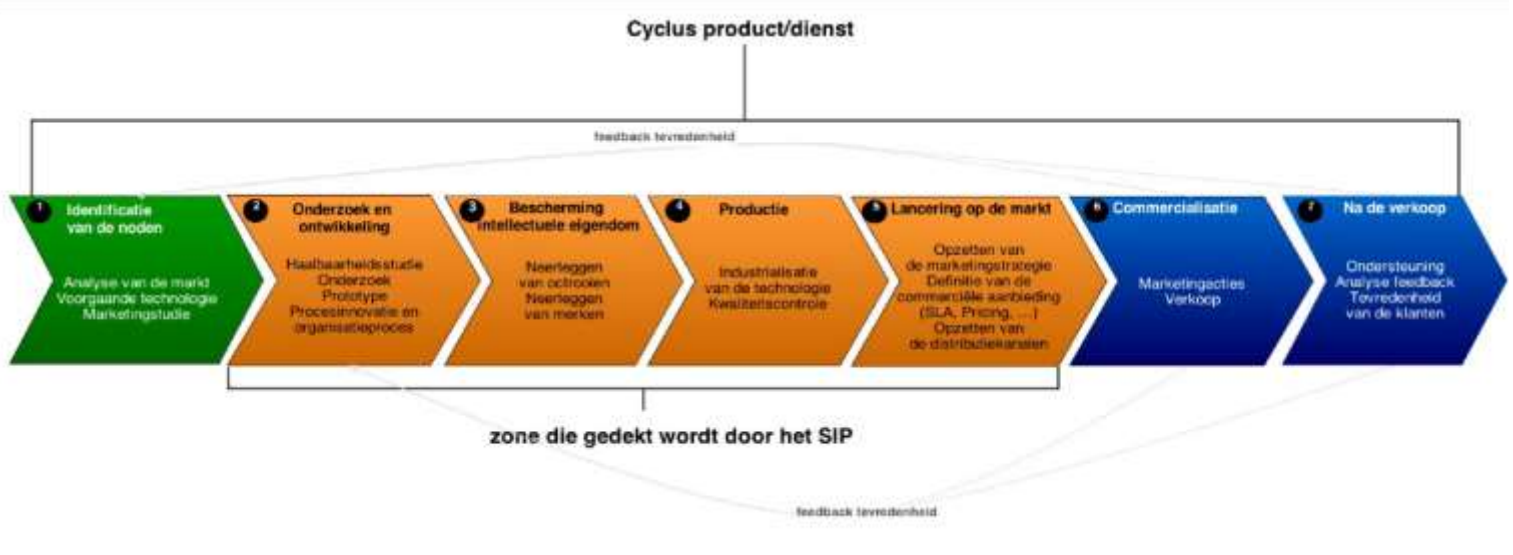 Cyclus product/dienst
feedback tevredenheid
1
Identificatie
van de noden
Analyse van de markt
Voorgaande technologie
Marketingstudie
2
Onderzoek en
ontwikkeling
Haalbaarheidsstudie
Onderzoek
Prototype
Procesinnovatie en
organisatieproces
3
Bescherming
intellectuele eigendom
Neerleggen
van octrooien
Neerleggen
van merken
4
Productie
Industrialisatie
van de technologie
Kwaliteitscontrole
5
Lancering op de markt
Opzetten van
de marketingstrategie
Definitie van de
commerciële aanbieding
(SLA, Pricing, ...)
Opzetten van
de distributiekanalen
6
Commercialisatie
Marketingacties
Verkoop
7
Na de verkoop
Ondersteuning
Analyse feedback
Tevredenheid
van de klanten
zone die gedekt wordt door het SIP
feedback tevredenheid